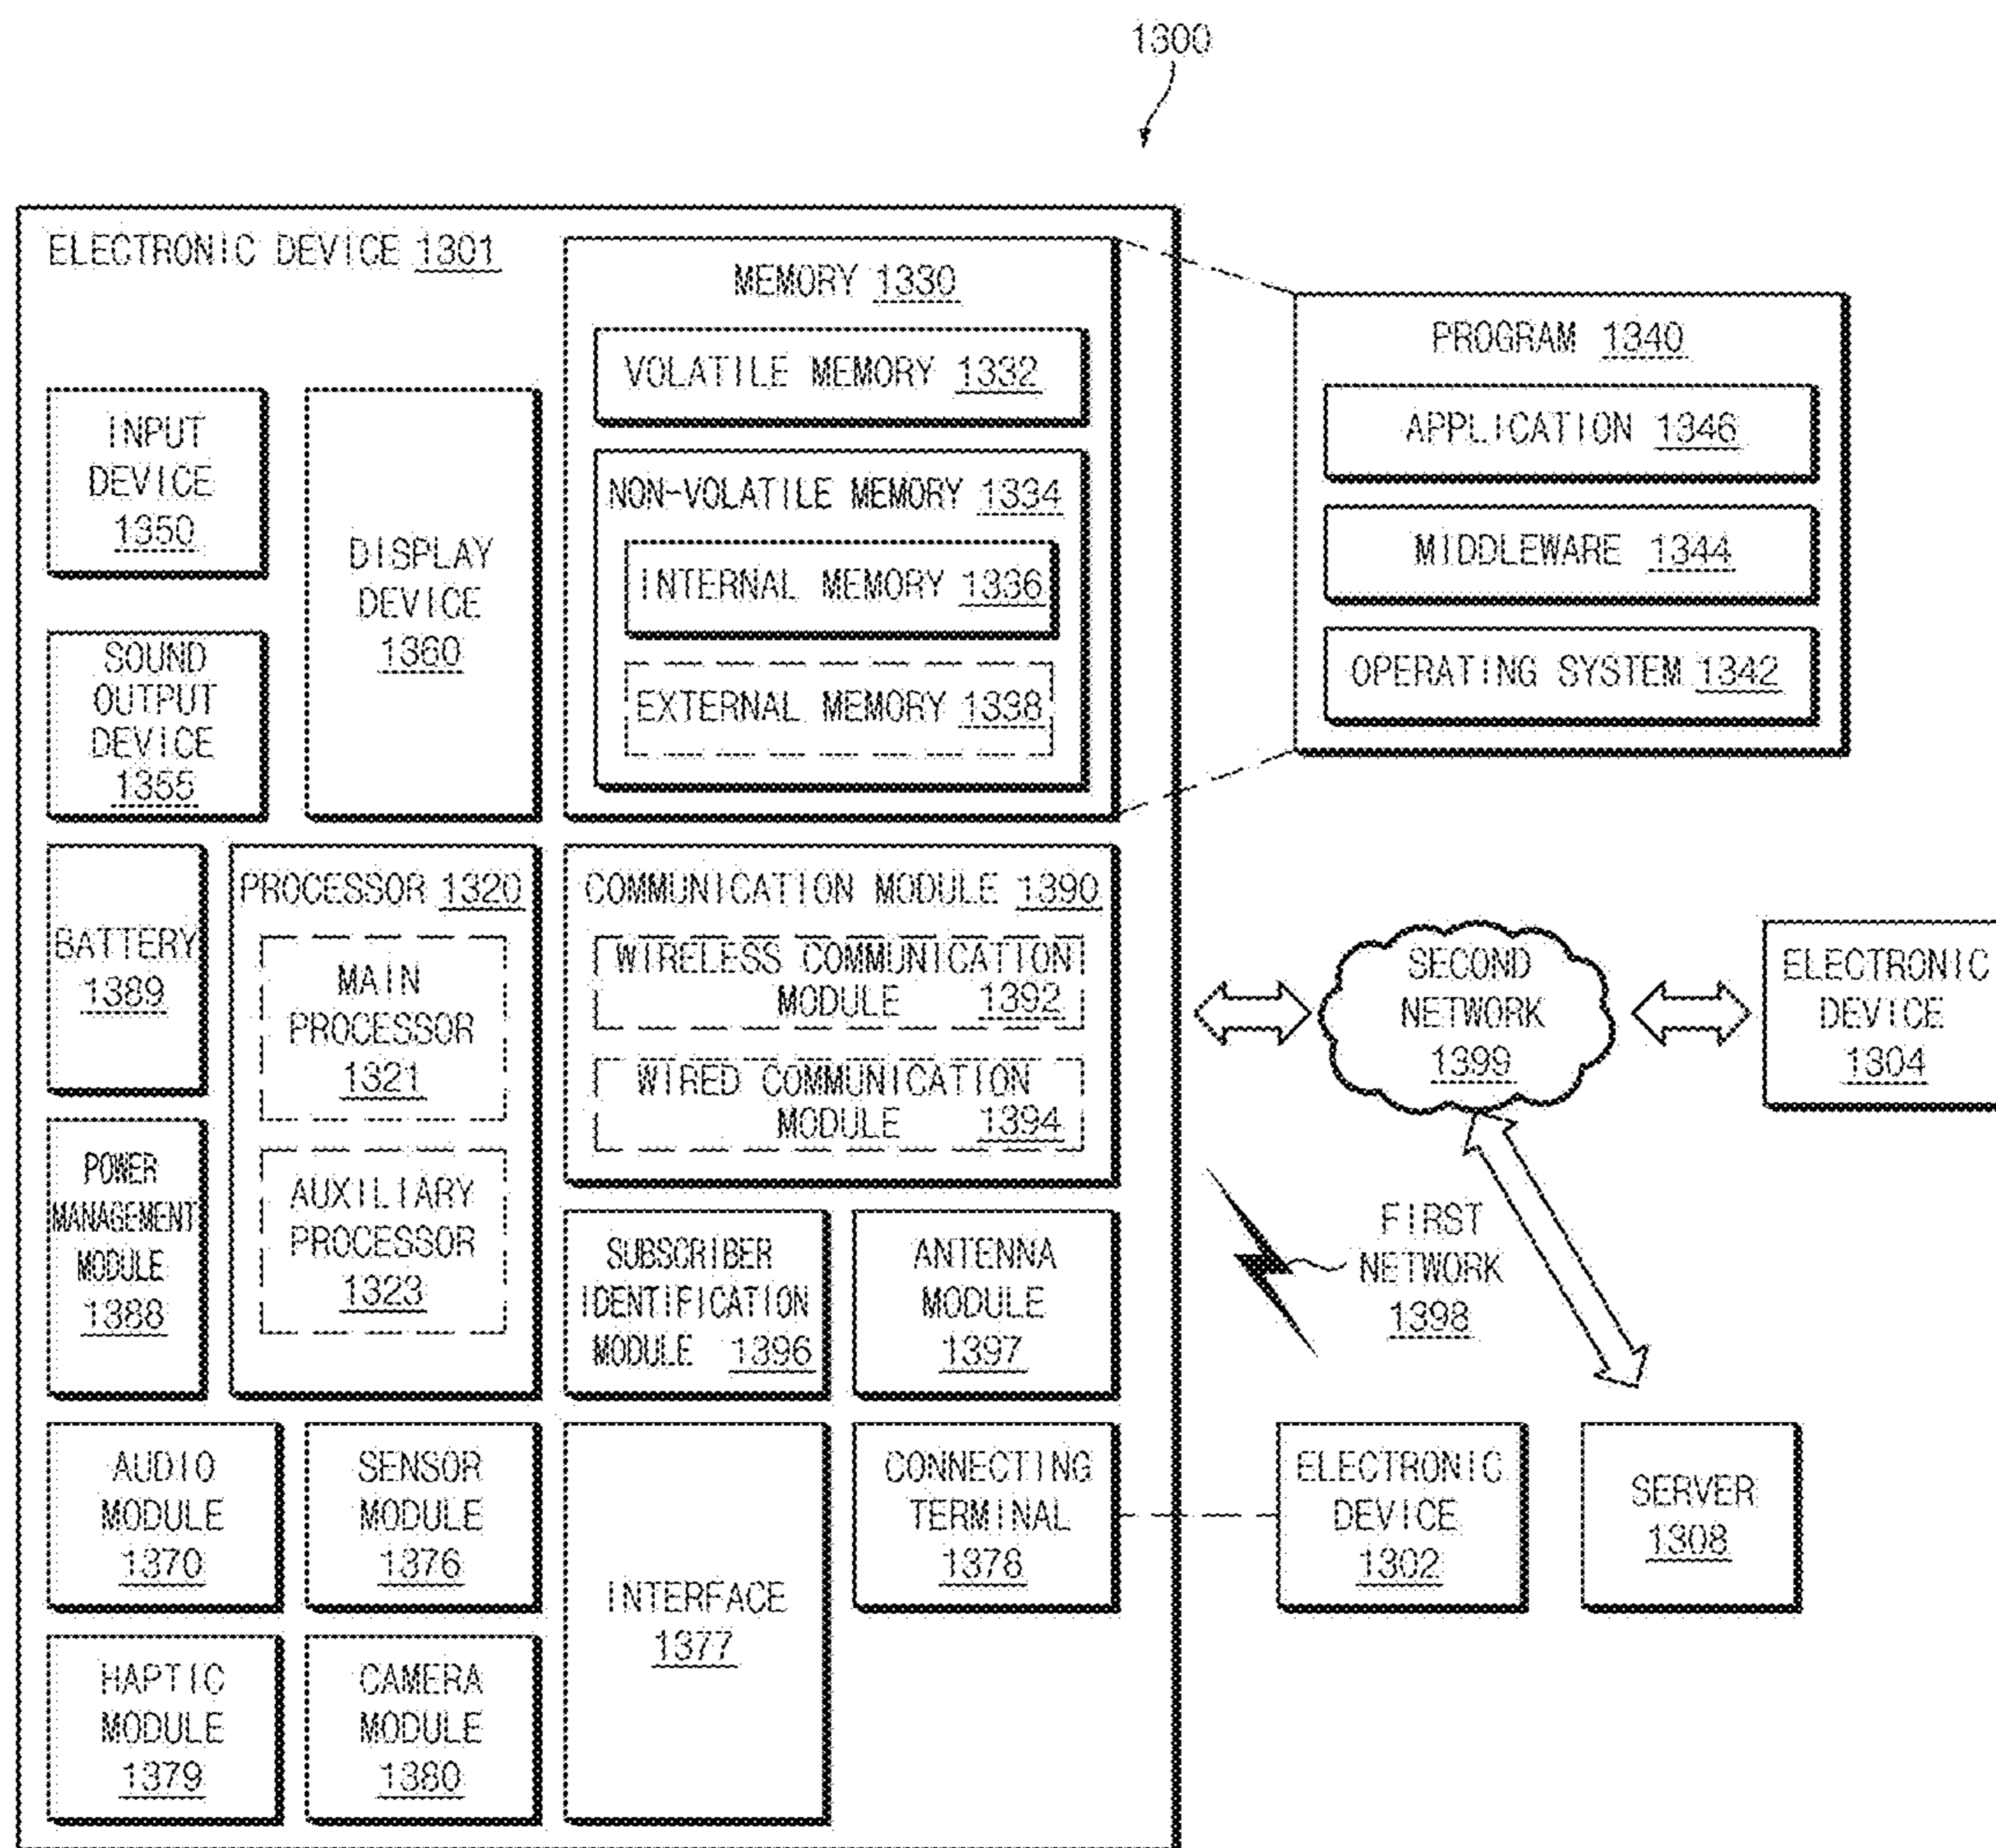 1300
ELECTRONIC DEVICE 1301
MEMORY 1330
VOLATILE MEMORY 1332
NON-VOLATILE MEMORY 1334
INTERNAL MEMORY 1336
EXTERNAL MEMORY 1338
PROGRAM 1340
APPLICATION 1346
MIDDLEWARE 1344
OPERATING SYSTEM 1342
INPUT
DEVICE
1350
DISPLAY
DEVICE
1360
SOUND
OUTPUT
DEVICE
1355
BATTERY
1389
PROCESSOR 1320
MAIN
PROCESSOR
1321
AUXILIARY
PROCESSOR
1323
COMMUNICATION MODULE 1390
WIRELESS COMMUNICATION
MODULE 1392
WIRED COMMUNICATION
MODULE 1394
SECOND
NETWORK
1399
ELECTRONIC
DEVICE
1304
POWER
MANAGEMENT
MODULE
1388
SUBSCRIBER
IDENTIFICATION
MODULE 1396
ANTENNA
MODULE
1397
FIRST
NETWORK
1398
AUDIO
MODULE
1370
SENSOR
MODULE
1376
INTERFACE
1377
CONNECTING
TERMINAL
1378
ELECTRONIC
DEVICE
1302
SERVER
1308
HAPTIC
MODULE
1379
CAMERA
MODULE
1380